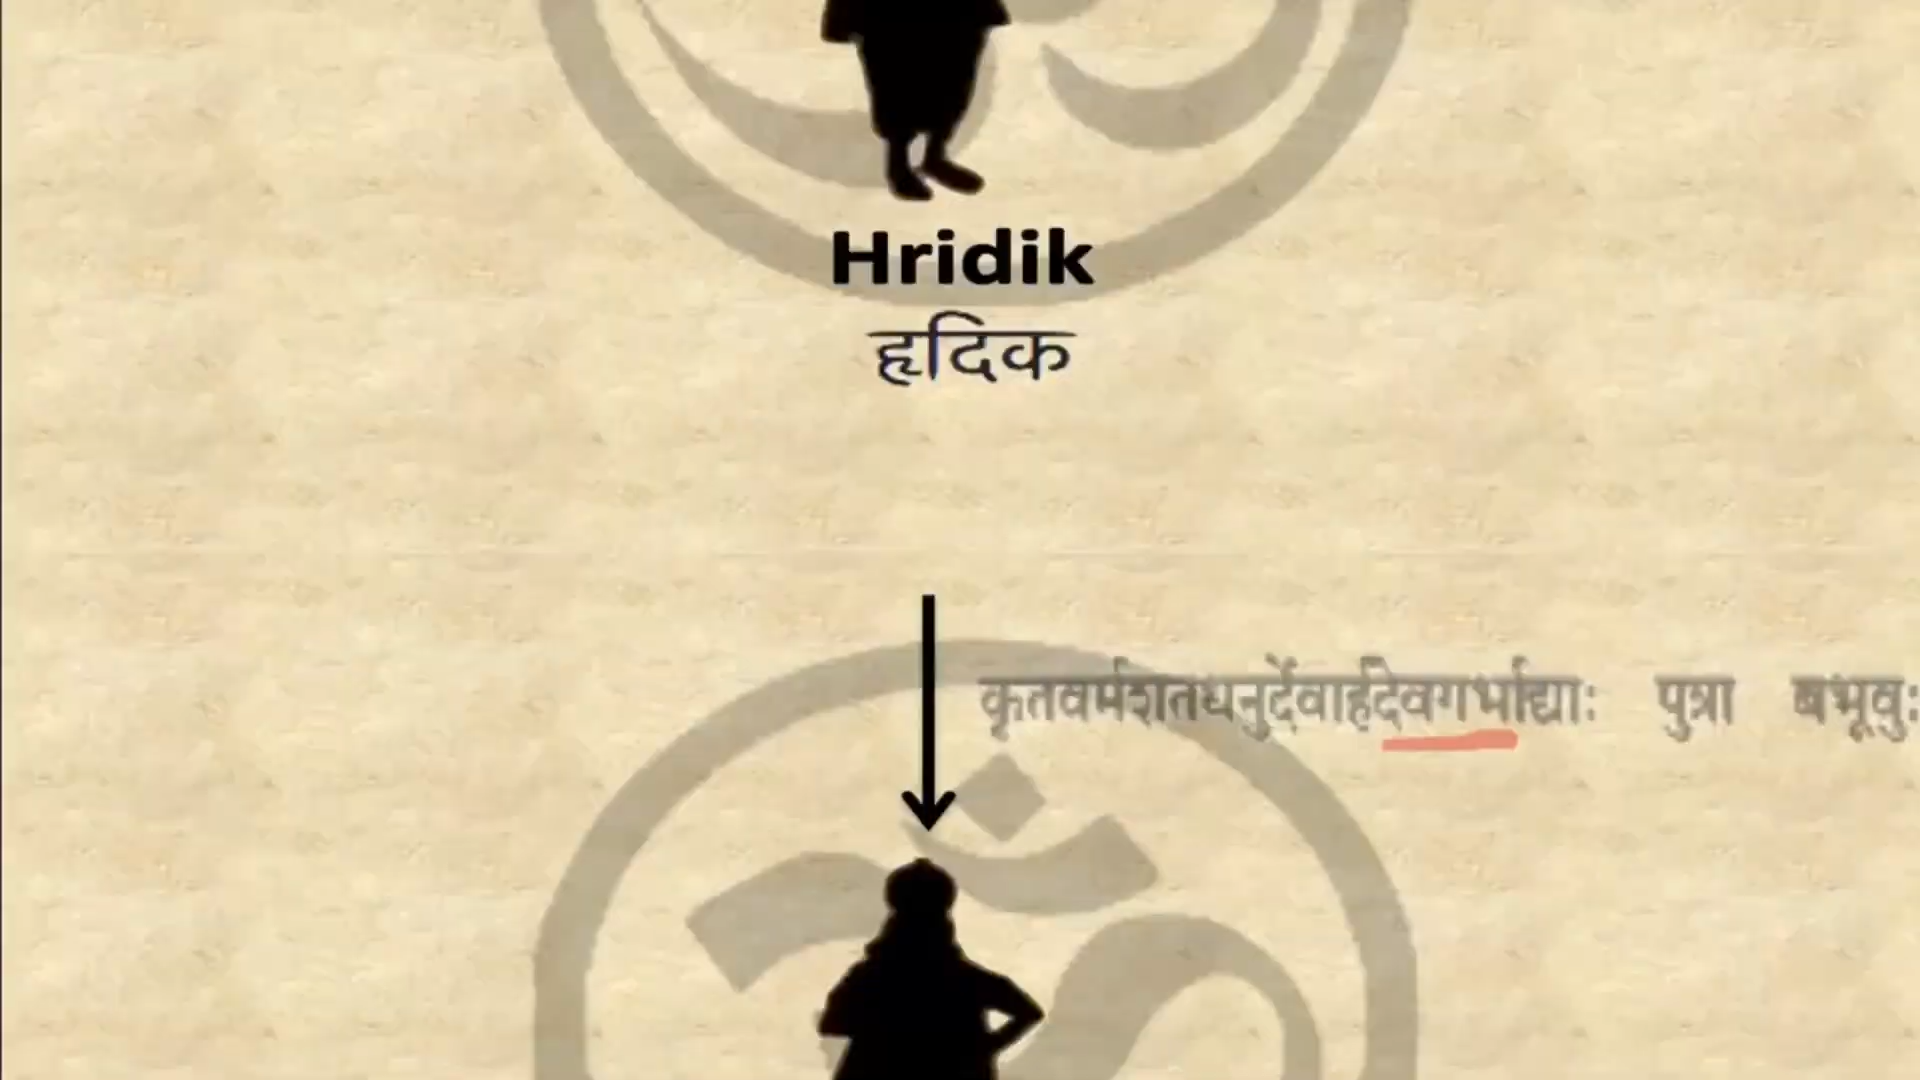 Hridik
हृदिक
कृतवर्मशतधनुर्देवार्हदेवगर्भाद्याः पुत्रा बभूवुः